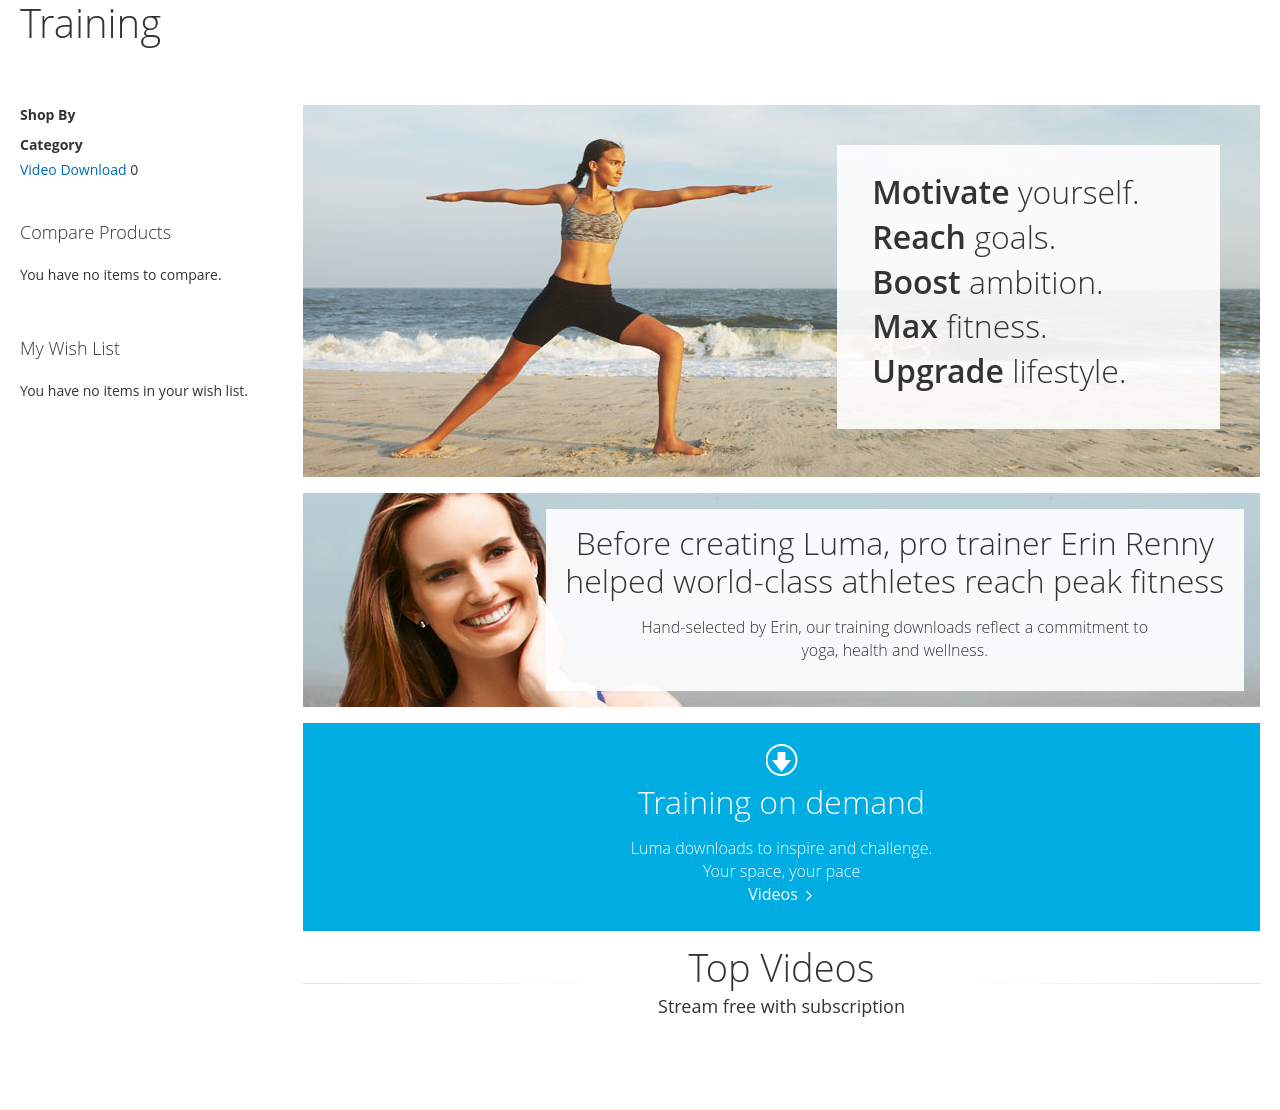 Training
Shop By
Category
Video Download 0
Compare Products
You have no items to compare.
My Wish List
You have no items in your wish list.
Motivate yourself.
Reach goals.
Boost ambition.
Max fitness.
Upgrade lifestyle.
Before creating Luma, pro trainer Erin Renny
helped world-class athletes reach peak fitness
Hand-selected by Erin, our training downloads reflect a commitment to
yoga, health and wellness.
Training on demand
Luma downloads to inspire and challenge.
Your space, your pace
Videos
Top Videos
Stream free with subscription